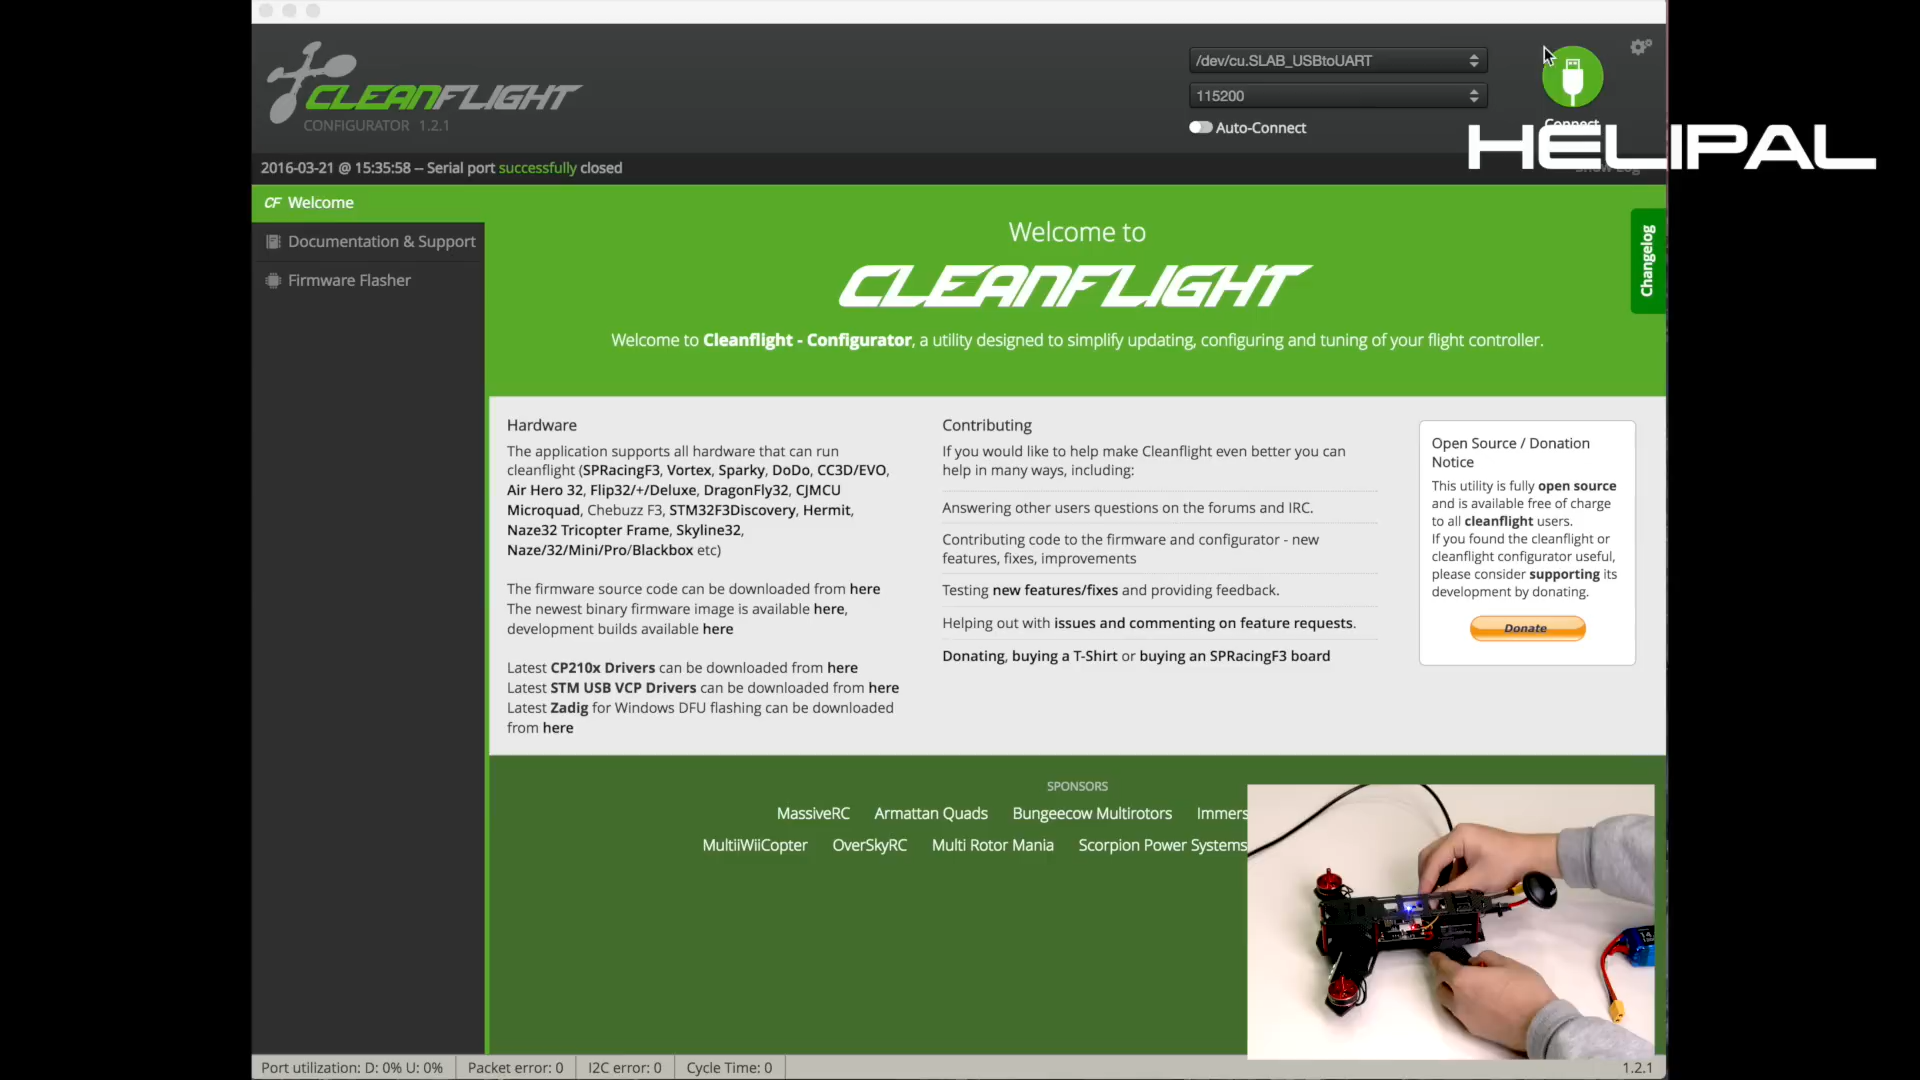 CLEANFLIGHT
CONFIGURATOR 1.2.1
/dev/cu.SLAB_USBtoUART
115200
Auto-Connect
Connect
HELIPAL
2016-03-21 @ 15:35:58 -- Serial port successfully closed
CF Welcome
Documentation & Support
Firmware Flasher
Changelog
Welcome to
CLEANFLIGHT
Welcome to Cleanflight - Configurator, a utility designed to simplify updating, configuring and tuning of your flight controller.
Hardware
The application supports all hardware that can run
cleanflight (SPRacingF3, Vortex, Sparky, DoDo, CC3D/EVO,
Air Hero 32, Flip32/+/Deluxe, DragonFly32, CJMCU
Microquad, Chebuzz F3, STM32F3Discovery, Hermit,
Naze32 Tricopter Frame, Skyline32,
Naze/32/Mini/Pro/Blackbox etc)
The firmware source code can be downloaded from here
The newest binary firmware image is available here,
development builds available here
Latest CP210x Drivers can be downloaded from here
Latest STM USB VCP Drivers can be downloaded from here
Latest Zadig for Windows DFU flashing can be downloaded
from here
Contributing
If you would like to help make Cleanflight even better you can
help in many ways, including:
Answering other users questions on the forums and IRC.
Contributing code to the firmware and configurator - new
features, fixes, improvements
Testing new features/fixes and providing feedback.
Helping out with issues and commenting on feature requests.
Donating, buying a T-Shirt or buying an SPRacingF3 board
Open Source / Donation
Notice
This utility is fully open source
and is available free of charge
to all cleanflight users.
If you found the cleanflight or
cleanflight configurator useful,
please consider supporting its
development by donating.
Donate
SPONSORS
MassiveRC Armattan Quads Bungeecow Multirotors Immers
MultiiWiiCopter OverSkyRC Multi Rotor Mania Scorpion Power Systems
Port utilization: D: 0% U: 0% Packet error: 0 I2C error: 0 Cycle Time: 0
1.2.1